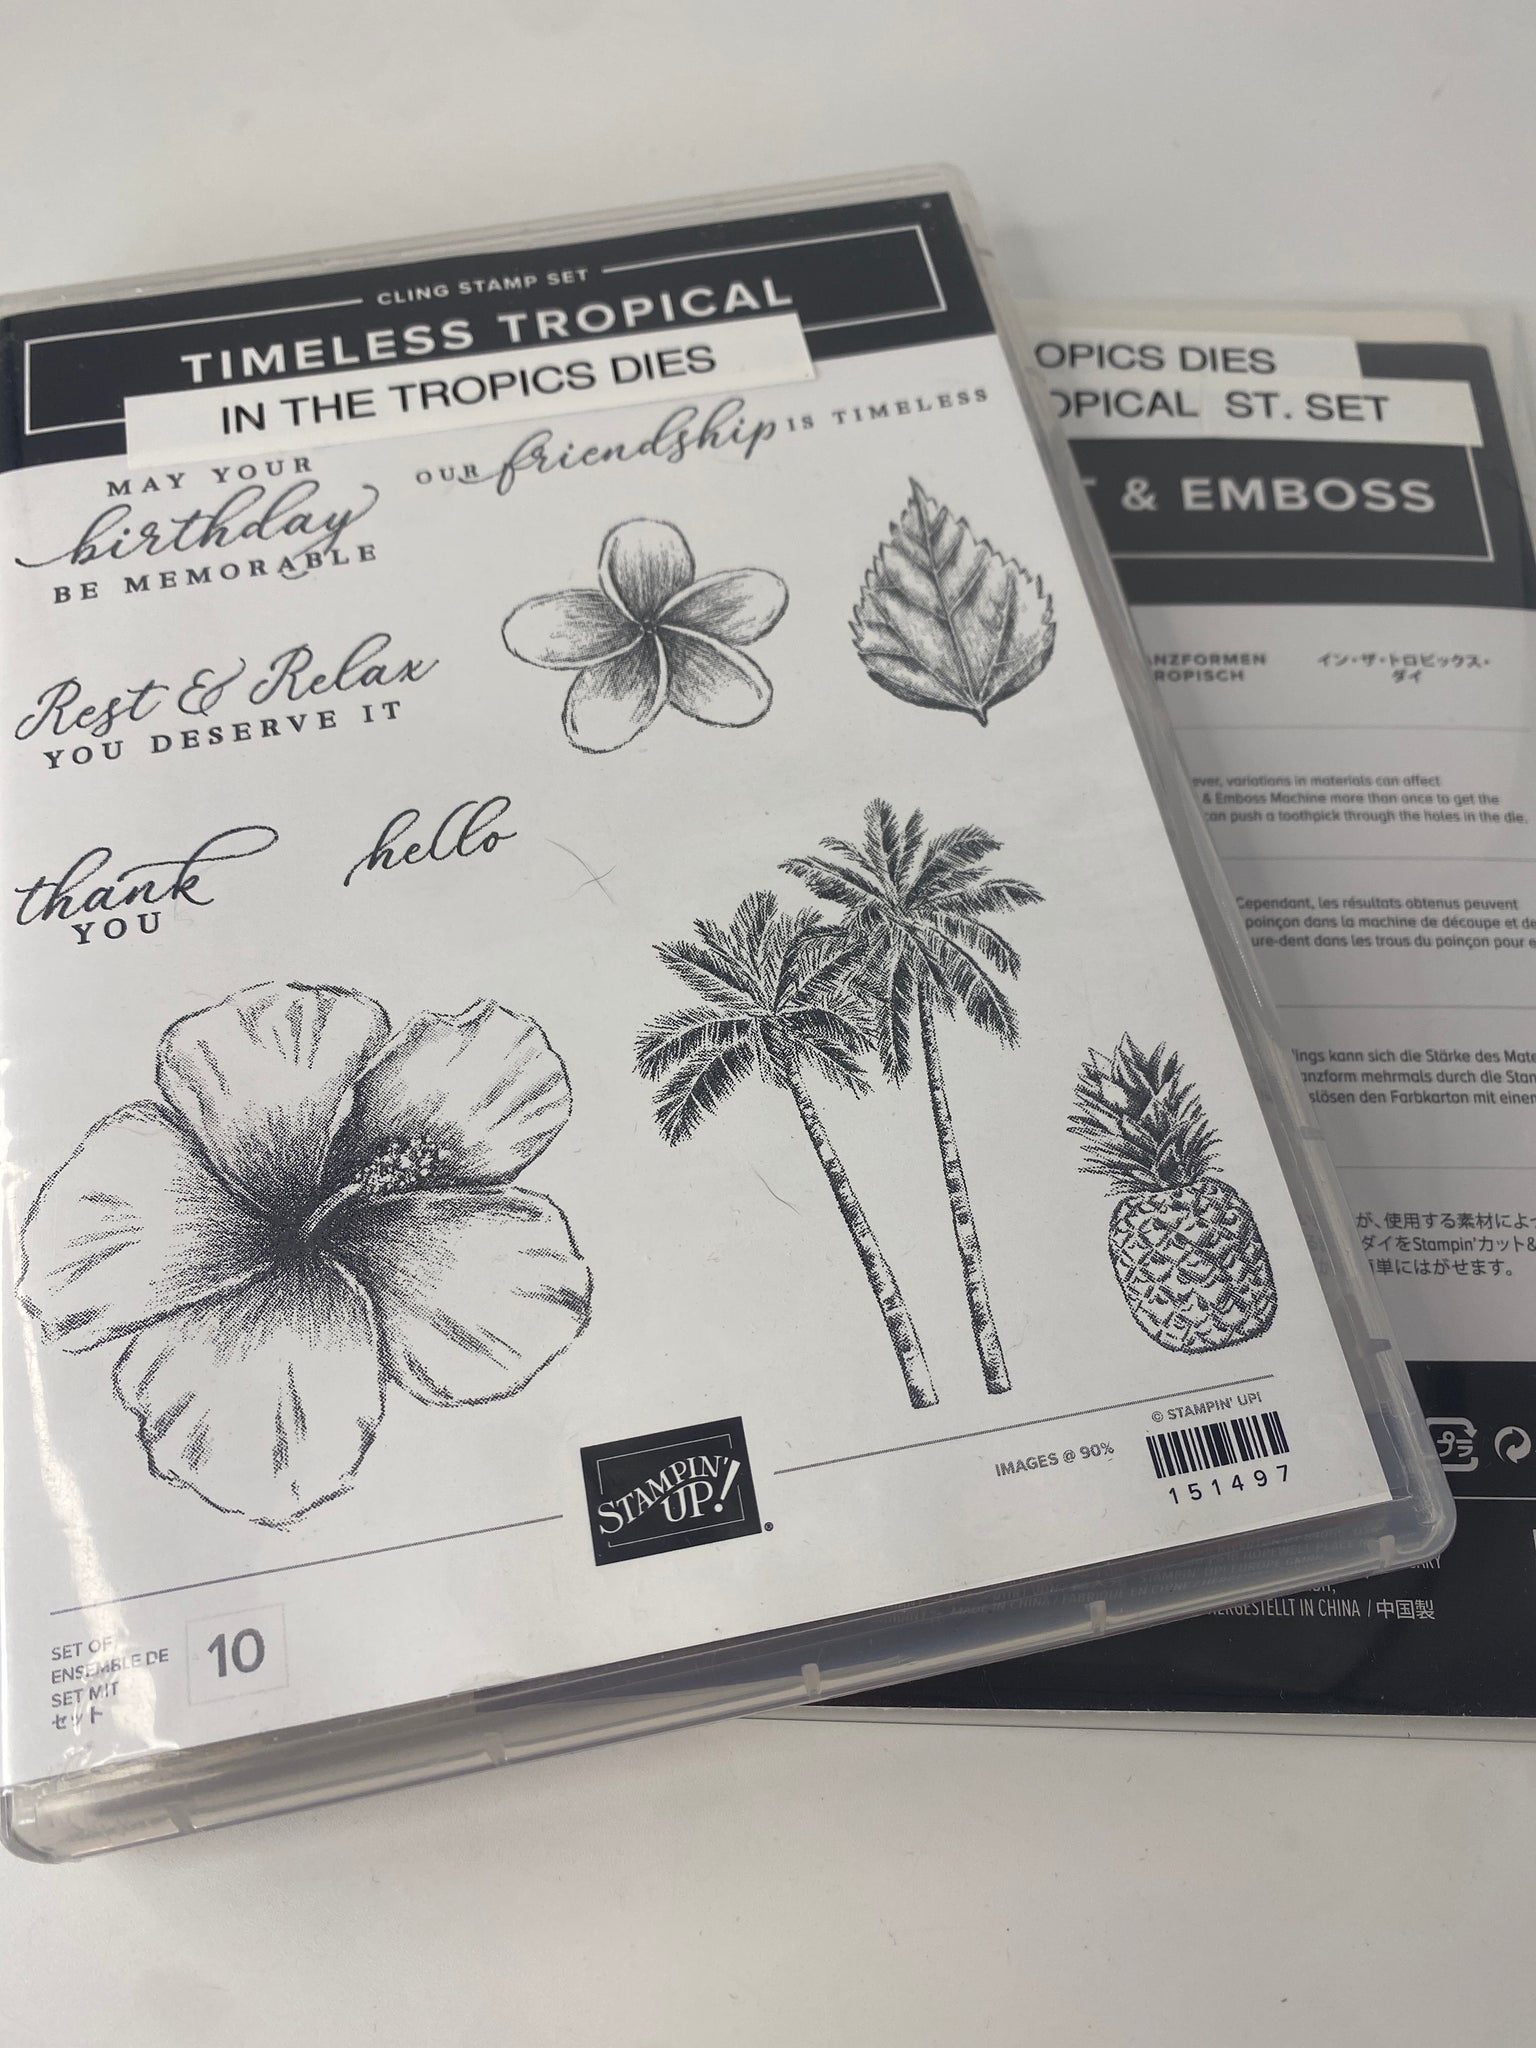 CLING STAMP SET
TIMELESS TROPICAL
IN THE TROPICS DIES
MAY YOUR
birthday
BE MEMORABLE
OUR friendship IS TIMELESS
Rest & Relax
YOU DESERVE IT
thank
YOU
hello
© STAMPIN' UP!
IMAGES @ 90%
151497
STAMPIN'
UP!
SET OF
ENSEMBLE DE
SET MIT
セット
10
OPICS DIES
OPICAL ST. SET
& EMBOSS
ANZFORMEN
ROPISCH
イン・ザ・トロピックス・
ダイ
ever, variations in materials can affect
& Emboss Machine more than once to get the
can push a toothpick through the holes in the die.
Cependant, les résultats obtenus peuvent
poinçon dans la machine de découpe et de
ure-dent dans les trous du poinçon pour e
lings kann sich die Stärke des Mate
anzform mehrmals durch die Stan
slösen den Farbkarton mit einem
が、使用する素材によっ
ダイをStampin'カット&
単にはがせます。
プラ
HERGESTELLT IN CHINA / 中国製